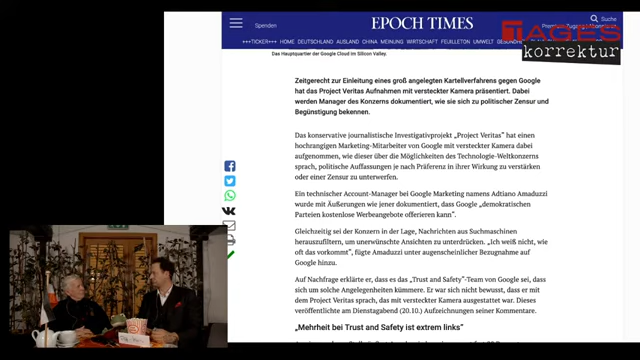 Spenden
EPOCH TIMES
Suche
TAGES
korrektur
+++TICKER+++ HOME DEUTSCHLAND AUSLAND CHINA MEINUNG WIRTSCHAFT FEUILLETON UMWELT
Das Hauptquartier der Google Cloud im Silicon Valley.
Zeitgerecht zur Einleitung eines groß angelegten Kartellverfahrens gegen Google
hat das Project Veritas Aufnahmen mit versteckter Kamera präsentiert. Dabei
werden Manager des Konzerns dokumentiert, wie sie sich zu politischer Zensur und
Begünstigung bekennen.
Das konservative journalistische Investigativprojekt „Project Veritas“ hat einen
hochrangigen Marketing-Mitarbeiter von Google mit versteckter Kamera dabei
aufgenommen, wie dieser über die Möglichkeiten des Technologie-Weltkonzerns
sprach, politische Auffassungen je nach Präferenz in ihrer Wirkung zu verstärken
oder einer Zensur zu unterwerfen.
Ein technischer Account-Manager bei Google Marketing namens Adtiano Amaduzzi
wurde mit Äußerungen wie jener dokumentiert, dass Google „demokratischen
Parteien kostenlose Werbeangebote offerieren kann“.
Gleichzeitig sei der Konzern in der Lage, Nachrichten aus Suchmaschinen
herauszufiltern, um unerwünschte Ansichten zu unterdrücken. „Ich weiß nicht, wie
oft das vorkommt“, fügte Amaduzzi unter augenscheinlicher Bezugnahme auf
Google hinzu.
Auf Nachfrage erklärte er, dass es das „Trust and Safety“-Team von Google sei, das
sich um solche Angelegenheiten kümmere. Er war sich nicht bewusst, dass er mit
dem Project Veritas sprach, das mit versteckter Kamera ausgestattet war. Dieses
veröffentlichte am Dienstagabend (20.10.) Aufzeichnungen seiner Kommentare.
„Mehrheit bei Trust and Safety ist extrem links“